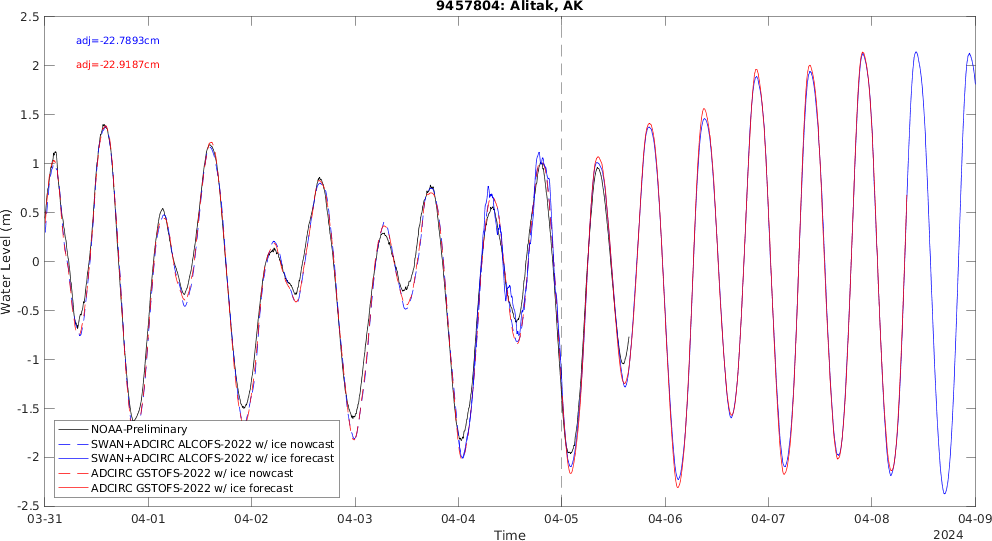 9457804: Alitak, AK
adj=-22.7893cm
adj=-22.9187cm
2.5
2
1.5
1
0.5
0
-0.5
-1
-1.5
-2
-2.5
Water Level (m)
NOAA-Preliminary
SWAN+ADCIRC ALCOFS-2022 w/ ice nowcast
SWAN+ADCIRC ALCOFS-2022 w/ ice forecast
ADCIRC GSTOFS-2022 w/ ice nowcast
ADCIRC GSTOFS-2022 w/ ice forecast
03-31 04-01 04-02 04-03 04-04 04-05 04-06 04-07 04-08 04-09
Time
2024